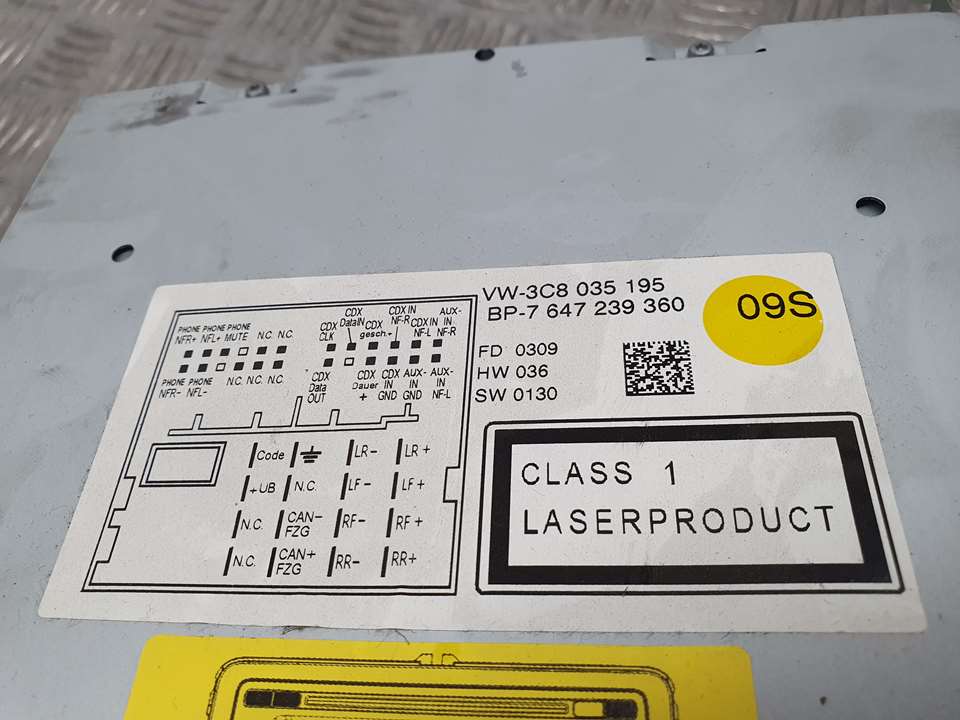 VW-3C8 035 195
BP-7 647 239 360
09S
FD 0309
HW 036
SW 0130
CLASS 1
LASERPRODUCT
PHONE PHONE PHONE
NFR+ NFL+ MUTE N.C. N.C.
PHONE PHONE
NFR- NFL- N.C. N.C. N.C.
CDX CLK
CDX DataIN
CDX gesch.+
CDX IN NF-R
CDX IN NF-L
AUX-IN NF-R
CDX Data OUT
CDX Dauer +
CDX IN GND
AUX-IN GND
AUX-IN NF-L
Code LR- LR+
+UB N.C. LF- LF+
N.C. CAN-FZG RF- RF+
N.C. CAN+FZG RR- RR+